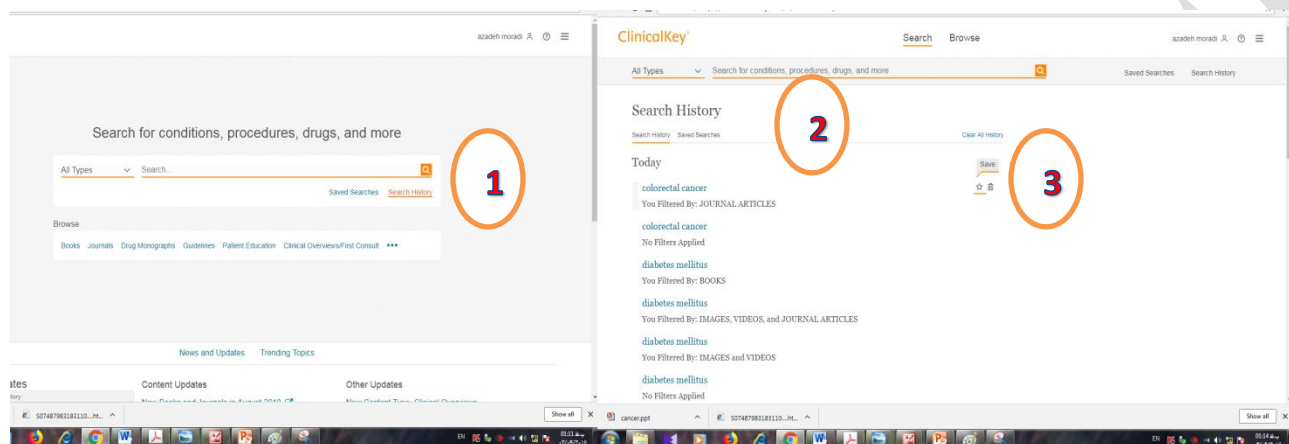 azadeh moradi
Search for conditions, procedures, drugs, and more
All Types Search...
Saved Searches Search History
1
Browse
Books Journals Drug Monographs Guidelines Patient Education Clinical Overviews/First Consult •••
News and Updates Trending Topics
Content Updates Other Updates
Show all X
EN
ClinicalKey
Search Browse
azadeh moradi
All Types Search for conditions, procedures, drugs, and more
Saved Searches Search History
Search History
2
Search History Saved Searches Clear All History
Today
Save
3
colorectal cancer
You Filtered By: JOURNAL ARTICLES
colorectal cancer
No Filters Applied
diabetes mellitus
You Filtered By: BOOKS
diabetes mellitus
You Filtered By: IMAGES, VIDEOS, and JOURNAL ARTICLES
diabetes mellitus
You Filtered By: IMAGES and VIDEOS
diabetes mellitus
No Filters Applied
cancer.ppt
Show all X
EN